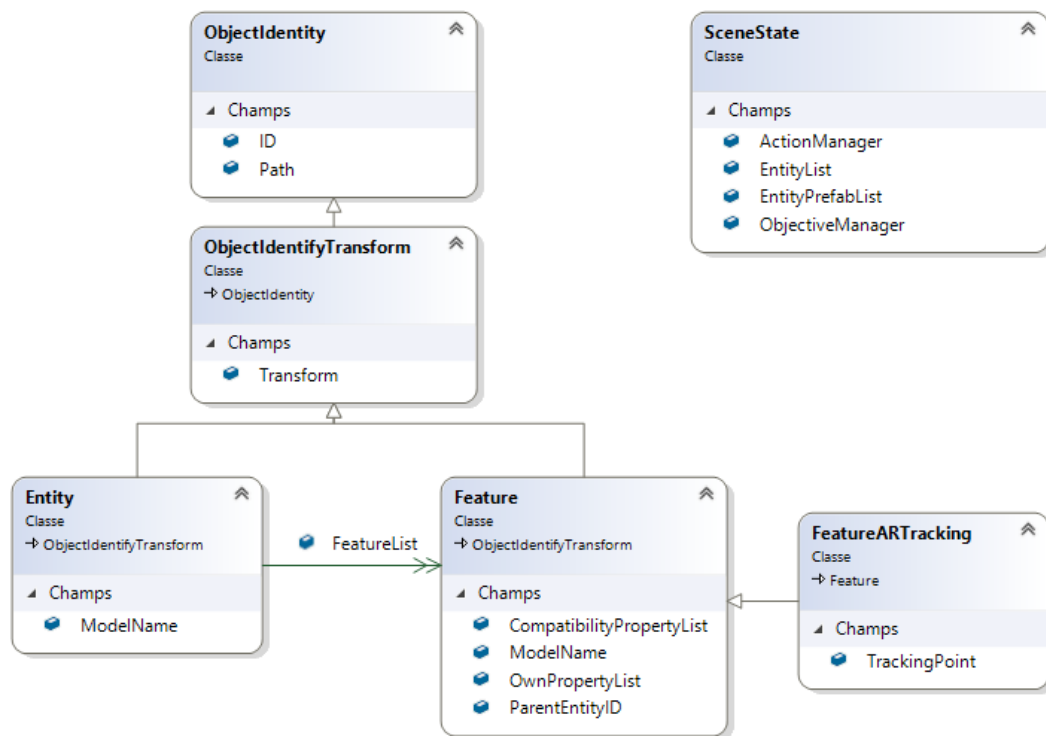 ObjectIdentity
Classe
Champs
ID
Path
SceneState
Classe
Champs
ActionManager
EntityList
EntityPrefabList
ObjectiveManager
ObjectIdentifyTransform
Classe
ObjectIdentity
Champs
Transform
Entity
Classe
ObjectIdentifyTransform
Champs
ModelName
FeatureList
Feature
Classe
ObjectIdentifyTransform
Champs
CompatibilityPropertyList
ModelName
OwnPropertyList
ParentEntityID
FeatureARTracking
Classe
Feature
Champs
TrackingPoint